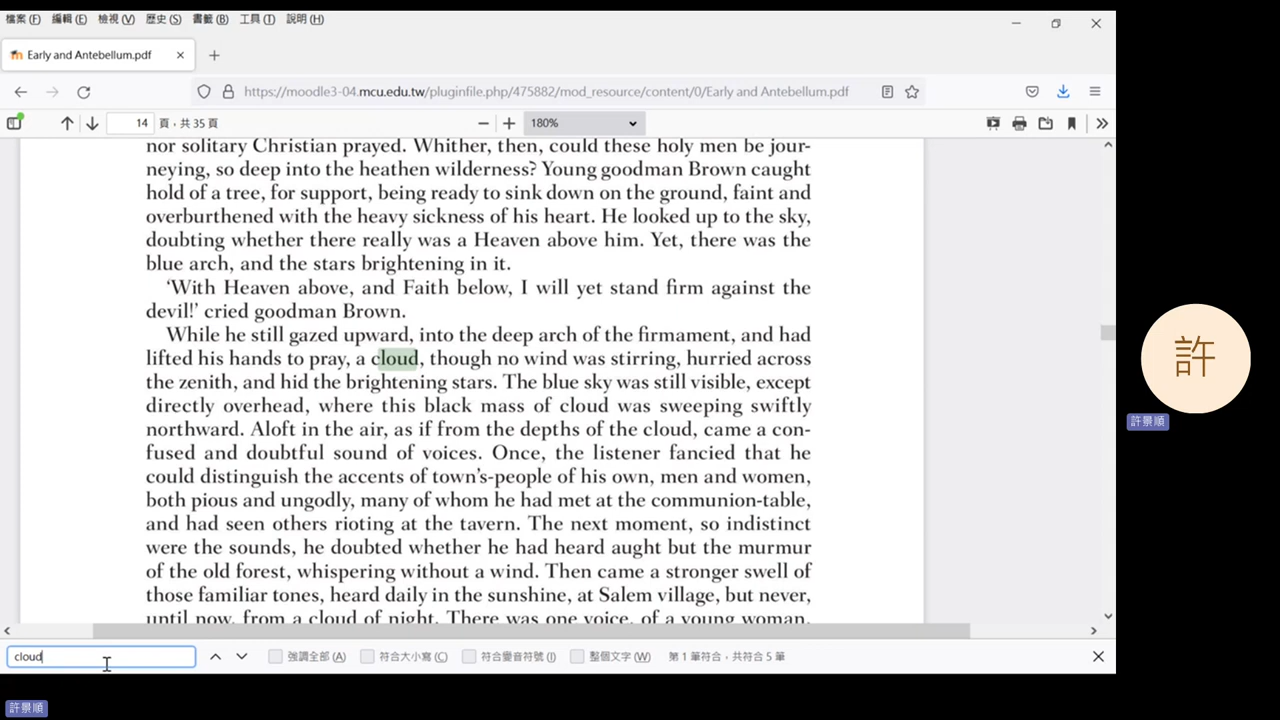 檔案 (F) 編輯 (E) 檢視 (V) 歷史 (S) 書籤 (B) 工具 (T) 說明 (H)
Early and Antebellum.pdf
https://moodle3-04.mcu.edu.tw/pluginfile.php/475882/mod_resource/content/0/Early and Antebellum.pdf
14 頁，共 35 頁 180%
nor solitary Christian prayed. Whither, then, could these holy men be jour-
neying, so deep into the heathen wilderness? Young goodman Brown caught
hold of a tree, for support, being ready to sink down on the ground, faint and
overburthened with the heavy sickness of his heart. He looked up to the sky,
doubting whether there really was a Heaven above him. Yet, there was the
blue arch, and the stars brightening in it.
‘With Heaven above, and Faith below, I will yet stand firm against the
devil!’ cried goodman Brown.
While he still gazed upward, into the deep arch of the firmament, and had
lifted his hands to pray, a cloud, though no wind was stirring, hurried across
the zenith, and hid the brightening stars. The blue sky was still visible, except
directly overhead, where this black mass of cloud was sweeping swiftly
northward. Aloft in the air, as if from the depths of the cloud, came a con-
fused and doubtful sound of voices. Once, the listener fancied that he
could distinguish the accents of town’s-people of his own, men and women,
both pious and ungodly, many of whom he had met at the communion-table,
and had seen others rioting at the tavern. The next moment, so indistinct
were the sounds, he doubted whether he had heard aught but the murmur
of the old forest, whispering without a wind. Then came a stronger swell of
those familiar tones, heard daily in the sunshine, at Salem village, but never,
until now, from a cloud of night. There was one voice, of a young woman,
cloud 強調全部 (A) 符合大小寫 (C) 符合變音符號 (I) 整個文字 (W) 第 1 筆符合，共符合 5 筆
許
許景順
許景順